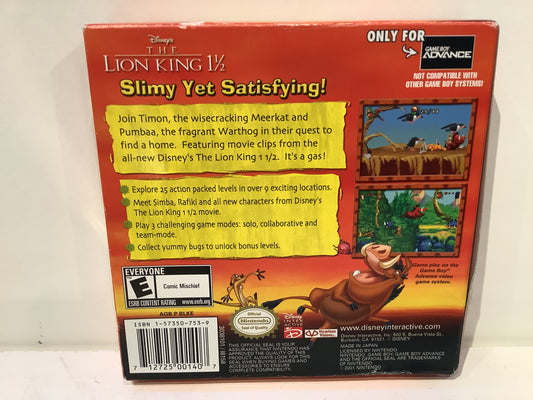 Disney's
THE
LION KING 1½
ONLY FOR
GAME BOY
ADVANCE
NOT COMPATIBLE WITH
OTHER GAME BOY SYSTEMS!
Slimy Yet Satisfying!
Join Timon, the wisecracking Meerkat and
Pumbaa, the fragrant Warthog in their quest to
find a home. Featuring movie clips from the
all-new Disney's The Lion King 1 1/2. It's a gas!
Explore 25 action packed levels in over 9 exciting locations.
Meet Simba, Rafiki and all new characters from Disney's
The Lion King 1 1/2 movie.
Play 3 challenging game modes: solo, collaborative and
team-mode.
Collect yummy bugs to unlock bonus levels.
Game play on the
Game Boy®
Advance video
game system.
EVERYONE
E
Comic Mischief
ESRB CONTENT RATING www.esrb.org
AGB P BLKE
ISBN 1-57350-753-9
7 12725 00140 7
Official
Nintendo
Seal of Quality
DISNEY
INTER
ACTIVE
THIS OFFICIAL SEAL IS YOUR
ASSURANCE THAT NINTENDO HAS
APPROVED THE QUALITY OF THIS
PRODUCT. ALWAYS LOOK FOR THIS
SEAL WHEN BUYING GAMES AND
ACCESSORIES TO ENSURE
COMPLETE COMPATIBILITY.
www.disneyinteractive.com
Disney Interactive, Inc.
Burbank, CA 91521. © DISNEY.
MADE IN JAPAN
LICENSED BY NINTENDO.
NINTENDO, GAME BOY, GAME BOY ADVANCE
AND THE OFFICIAL SEAL ARE TRADEMARKS
OF NINTENDO.
© 2001 NINTENDO.